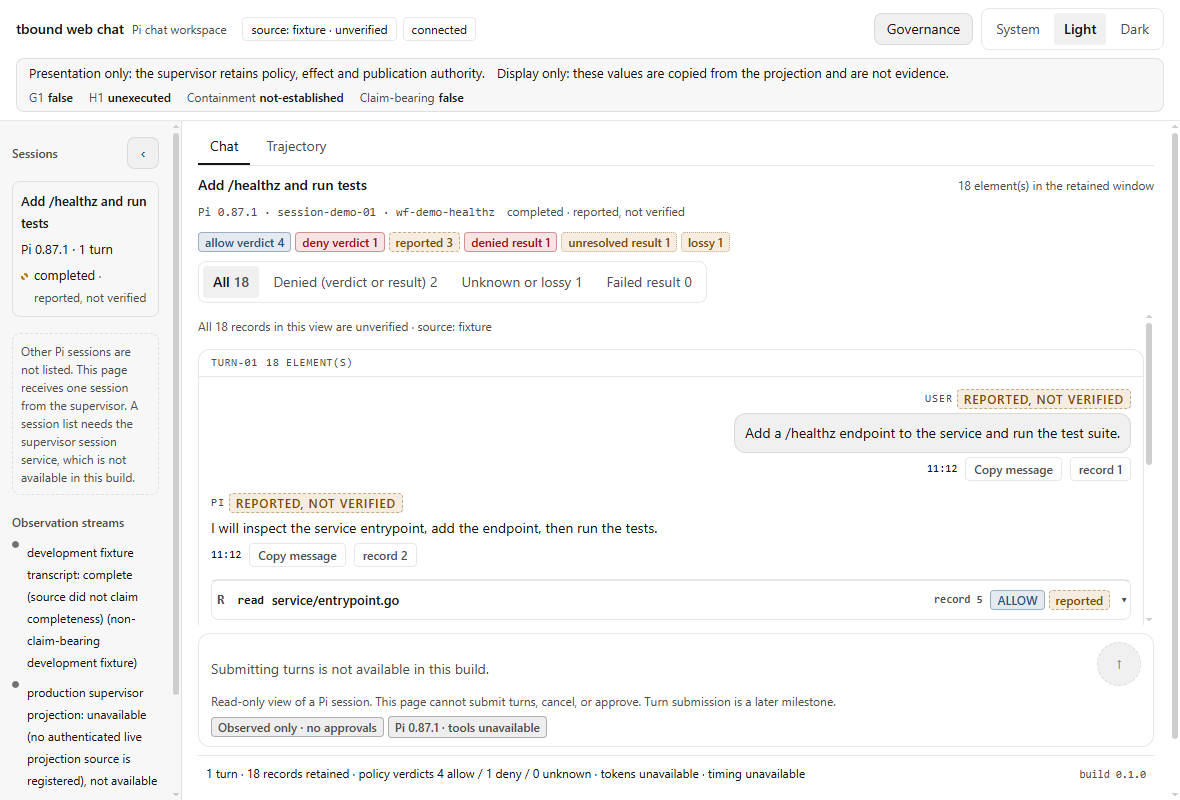 tbound web chat Pi chat workspace source: fixture · unverified connected Governance System Light Dark
Presentation only: the supervisor retains policy, effect and publication authority. Display only: these values are copied from the projection and are not evidence.
G1 false H1 unexecuted Containment not-established Claim-bearing false
Sessions ‹
Add /healthz and run
tests
Pi 0.87.1 · 1 turn
completed ·
reported, not verified
Other Pi sessions are
not listed. This page
receives one session
from the supervisor. A
session list needs the
supervisor session
service, which is not
available in this build.
Observation streams
development fixture
transcript: complete
(source did not claim
completeness) (non-
claim-bearing
development fixture)
production supervisor
projection: unavailable
(no authenticated live
projection source is
registered), not available
Chat Trajectory
Add /healthz and run tests 18 element(s) in the retained window
Pi 0.87.1 · session-demo-01 · wf-demo-healthz completed · reported, not verified
allow verdict 4 deny verdict 1 reported 3 denied result 1 unresolved result 1 lossy 1
All 18 Denied (verdict or result) 2 Unknown or lossy 1 Failed result 0
All 18 records in this view are unverified · source: fixture
TURN-01 18 ELEMENT(S)
USER REPORTED, NOT VERIFIED
Add a /healthz endpoint to the service and run the test suite.
11:12 Copy message record 1
PI REPORTED, NOT VERIFIED
I will inspect the service entrypoint, add the endpoint, then run the tests.
11:12 Copy message record 2
R read service/entrypoint.go record 5 ALLOW reported ▾
Submitting turns is not available in this build. ↑
Read-only view of a Pi session. This page cannot submit turns, cancel, or approve. Turn submission is a later milestone.
Observed only · no approvals Pi 0.87.1 · tools unavailable
1 turn · 18 records retained · policy verdicts 4 allow / 1 deny / 0 unknown · tokens unavailable · timing unavailable build 0.1.0